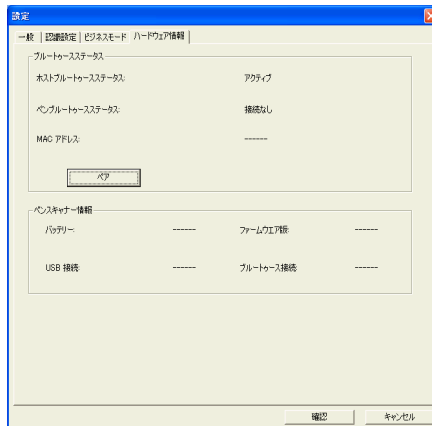 設定
一般 認識設定 ビジネスモード ハードウェア情報
ブルートゥースステータス
ホストブルートゥースステータス: アクティブ
ペンブルートゥースステータス: 接続なし
MAC アドレス: ------
ペア
ペンスキャナー情報
バッテリー: ------ ファームウエア版: ------
USB 接続: ------ ブルートゥース接続: ------
確認 キャンセル